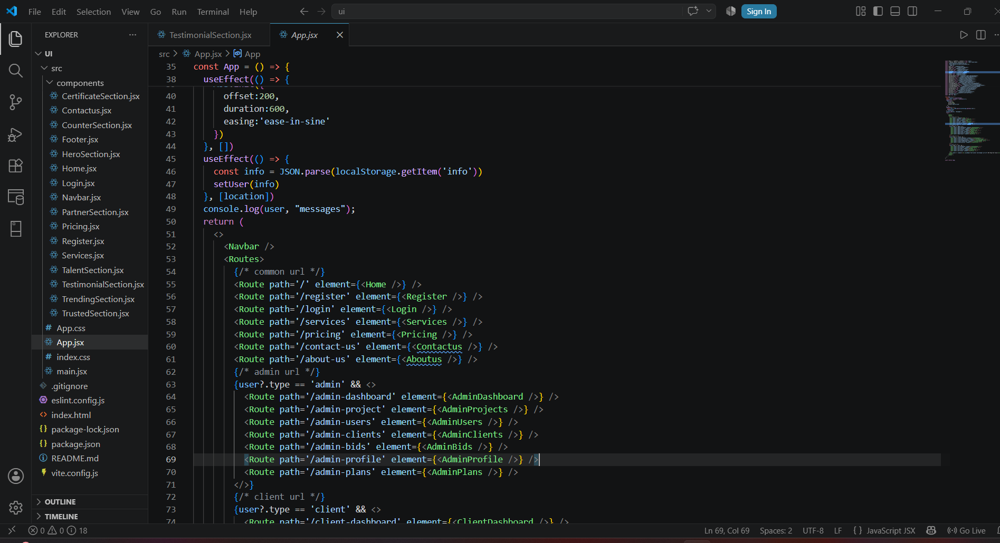 File Edit Selection View Go Run Terminal Help
ui
Sign In
EXPLORER
UI
src
components
CertificateSection.jsx
Contactus.jsx
CounterSection.jsx
Footer.jsx
HeroSection.jsx
Home.jsx
Login.jsx
Navbar.jsx
PartnerSection.jsx
Pricing.jsx
Register.jsx
Services.jsx
TalentSection.jsx
TestimonialSection.jsx
TrendingSection.jsx
TrustedSection.jsx
App.css
App.jsx
index.css
main.jsx
.gitignore
eslint.config.js
index.html
package-lock.json
package.json
README.md
vite.config.js
OUTLINE
TIMELINE
TestimonialSection.jsx App.jsx
src > App.jsx > App
35 const App = () => {
38 useEffect(() => {
40 offset:200,
41 duration:600,
42 easing:'ease-in-sine'
43 })
44 }, [])
45 useEffect(() => {
46 const info = JSON.parse(localStorage.getItem('info'))
47 setUser(info)
48 }, [location])
49 console.log(user, "messages");
50 return (
51 <>
52 <Navbar />
53 <Routes>
54 {/* common url */}
55 <Route path='/' element={<Home />} />
56 <Route path='/register' element={<Register />} />
57 <Route path='/login' element={<Login />} />
58 <Route path='/services' element={<Services />} />
59 <Route path='/pricing' element={<Pricing />} />
60 <Route path='/contact-us' element={<Contactus />} />
61 <Route path='/about-us' element={<Aboutus />} />
62 {/* admin url */}
63 {user?.type == 'admin' && <>
64 <Route path='/admin-dashboard' element={<AdminDashboard />} />
65 <Route path='/admin-project' element={<AdminProjects />} />
66 <Route path='/admin-users' element={<AdminUsers />} />
67 <Route path='/admin-clients' element={<AdminClients />} />
68 <Route path='/admin-bids' element={<AdminBids />} />
69 <Route path='/admin-profile' element={<AdminProfile />} />
70 <Route path='/admin-plans' element={<AdminPlans />} />
71 </>}
72 {/* client url */}
73 {user?.type == 'client' && <>
74 <Route path='/client-dashboard' element={<ClientDashboard />} />
0 0 18
Ln 69, Col 69 Spaces: 2 UTF-8 LF {} JavaScript JSX Go Live